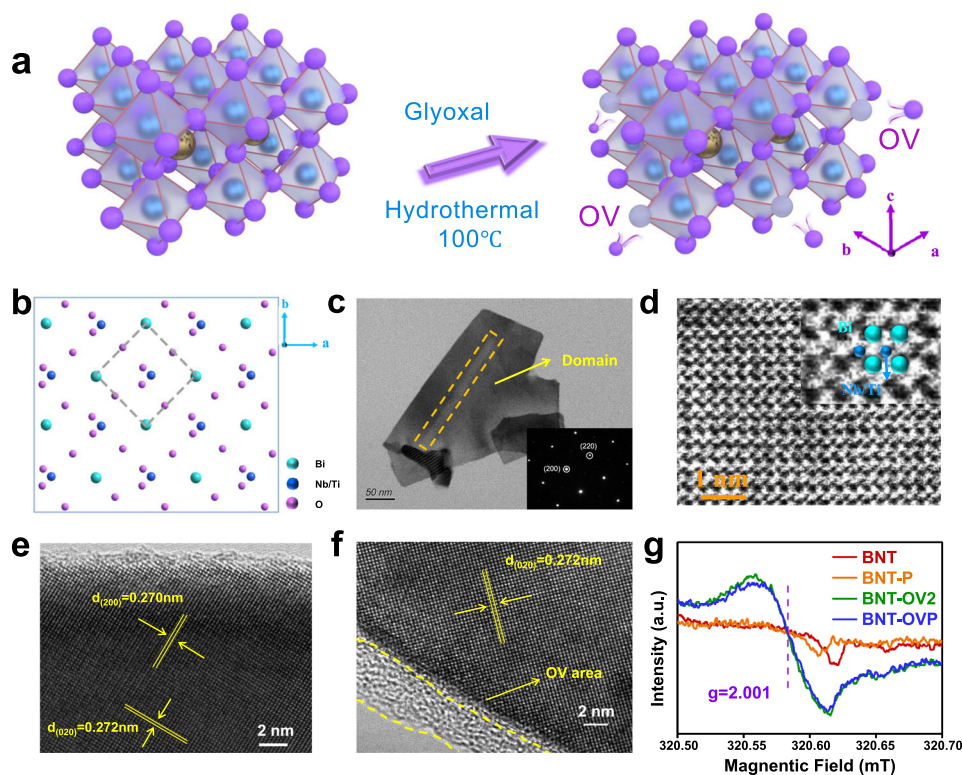 a
Glyoxal
Hydrothermal
100℃
OV
OV
c
b
a
b
b
a
Bi
Nb/Ti
O
c
Domain
(220)
(200)
50 nm
d
Bi
Nb/Ti
1 nm
e
d(200)=0.270nm
d(020)=0.272nm
2 nm
f
d(020)=0.272nm
OV area
2 nm
g
BNT
BNT-P
BNT-OV2
BNT-OVP
g=2.001
Intensity (a.u.)
320.50
320.55
320.60
320.65
320.70
Magnentic Field (mT)